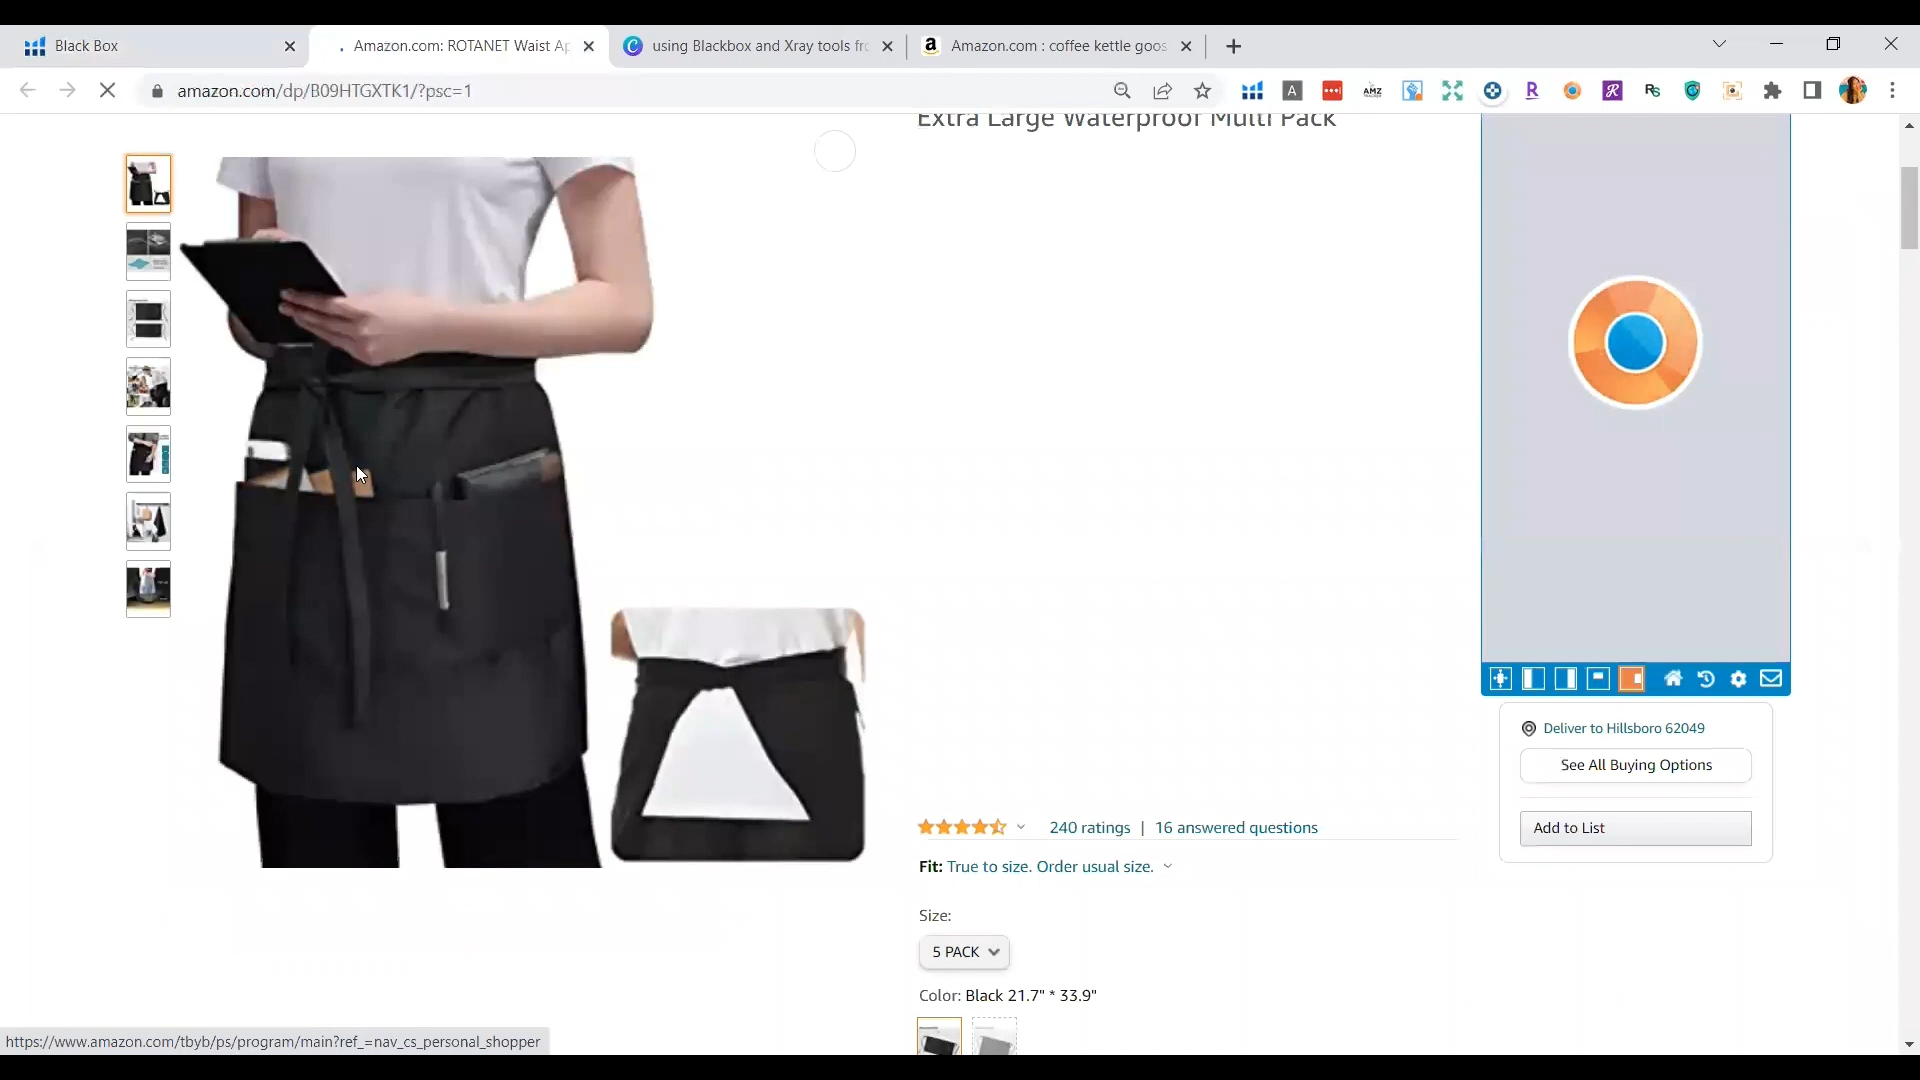 Black Box
Amazon.com: ROTANET Waist Ap
using Blackbox and Xray tools fr
Amazon.com : coffee kettle goos
amazon.com/dp/B09HTGXTK1/?psc=1
Extra Large Waterproof Multi Pack
240 ratings | 16 answered questions
Fit: True to size. Order usual size.
Size:
5 PACK
Color: Black 21.7" * 33.9"
Deliver to Hillsboro 62049
See All Buying Options
Add to List
https://www.amazon.com/tbyb/ps/program/main?ref_=nav_cs_personal_shopper